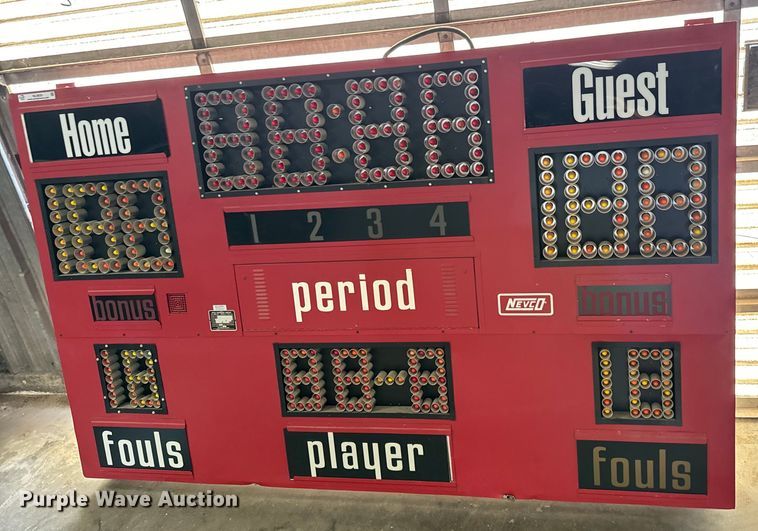 Home
Guest
1 2 3 4
period
bonus
NEVCO
bonus
fouls
player
fouls
Purple Wave Auction